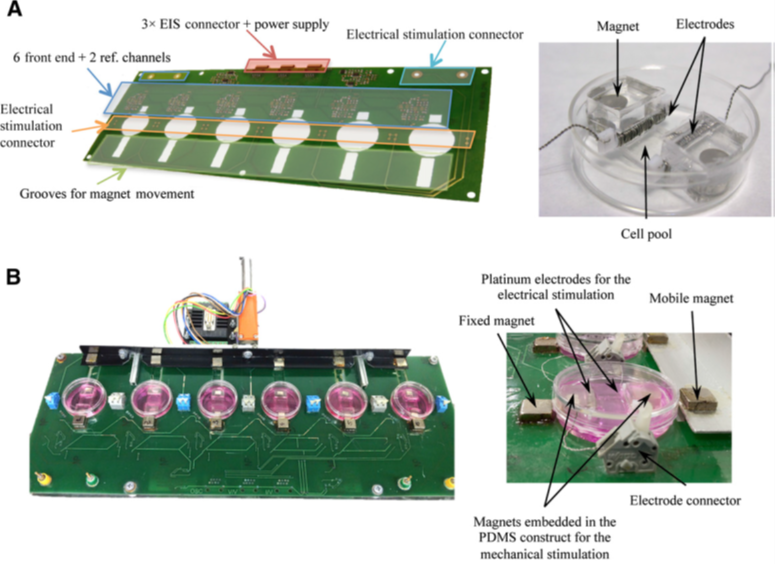 A
3× EIS connector + power supply
Electrical stimulation connector
6 front end + 2 ref. channels
Electrical
stimulation
connector
Grooves for magnet movement
Magnet
Electrodes
Cell pool
B
Platinum electrodes for the
electrical stimulation
Mobile magnet
Fixed magnet
Electrode connector
Magnets embedded in the
PDMS construct for the
mechanical stimulation